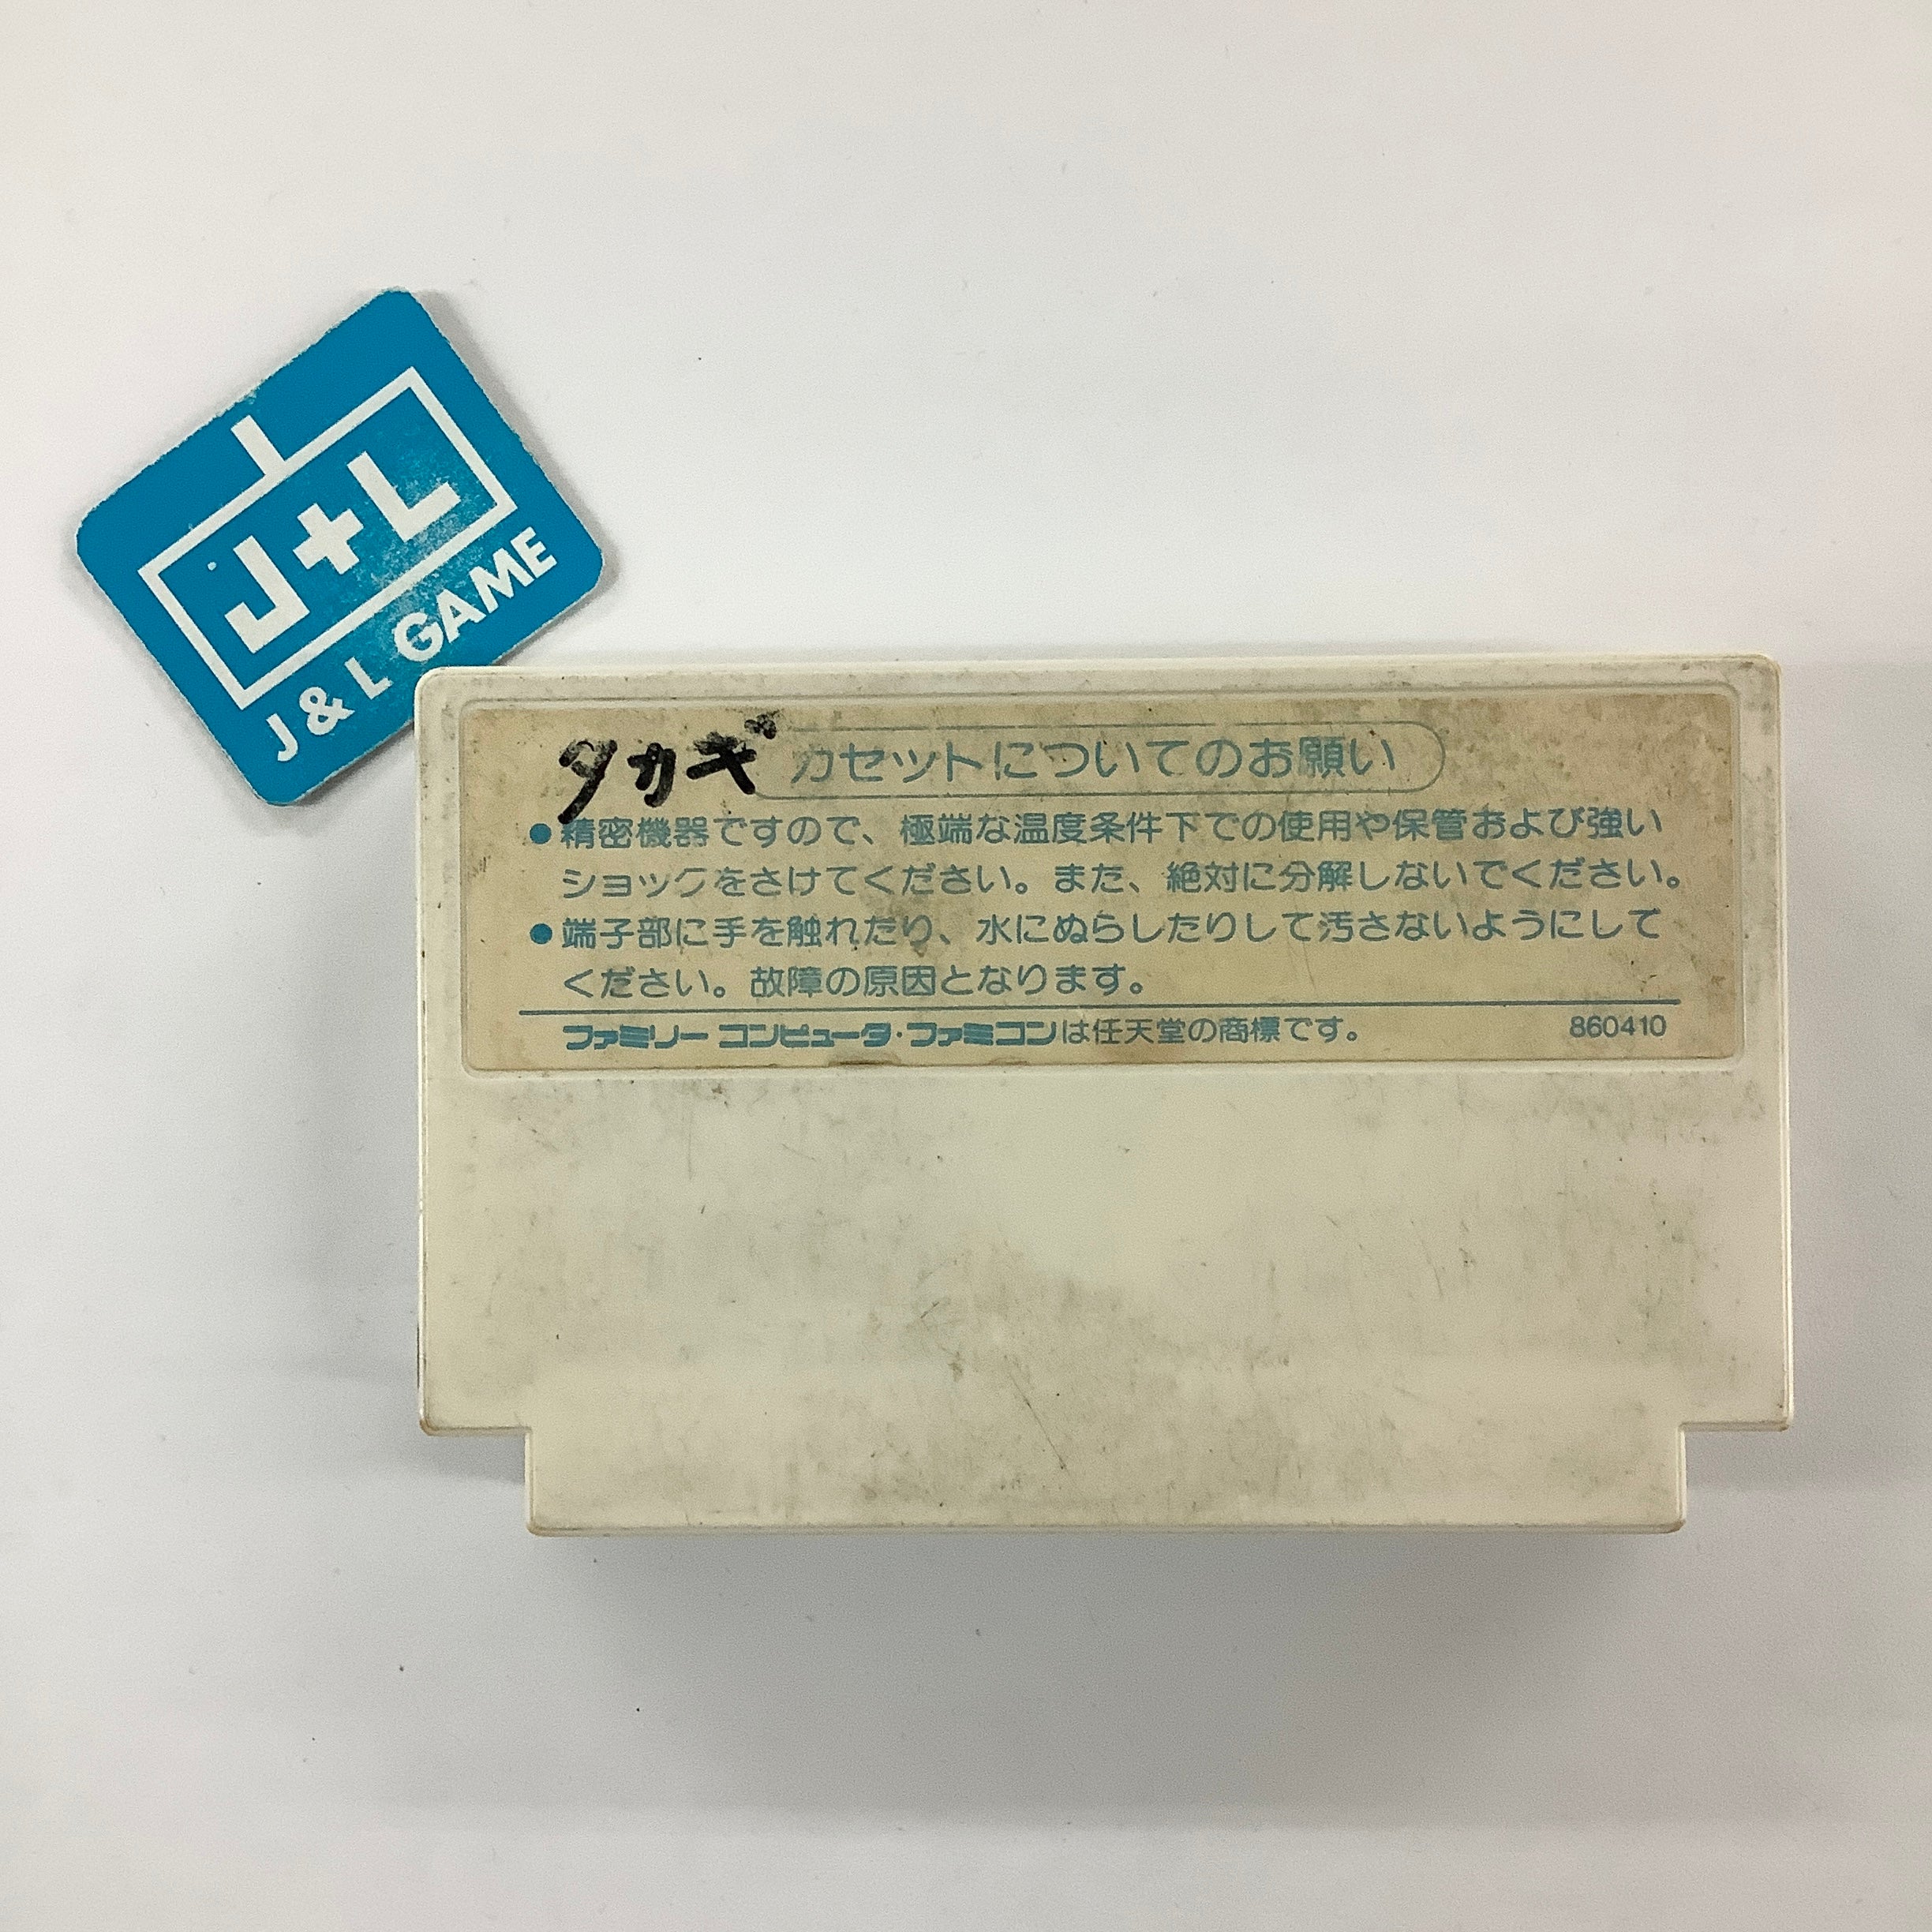 J+L
J & L GAME
タカギ カセットについてのお願い
●精密機器ですので、極端な温度条件下での使用や保管および強い
ショックをさけてください。また、絶対に分解しないでください。
●端子部に手を触れたり、水にぬらしたりして汚さないようにして
ください。故障の原因となります。
ファミリー コンピュータ・ファミコンは任天堂の商標です。 860410